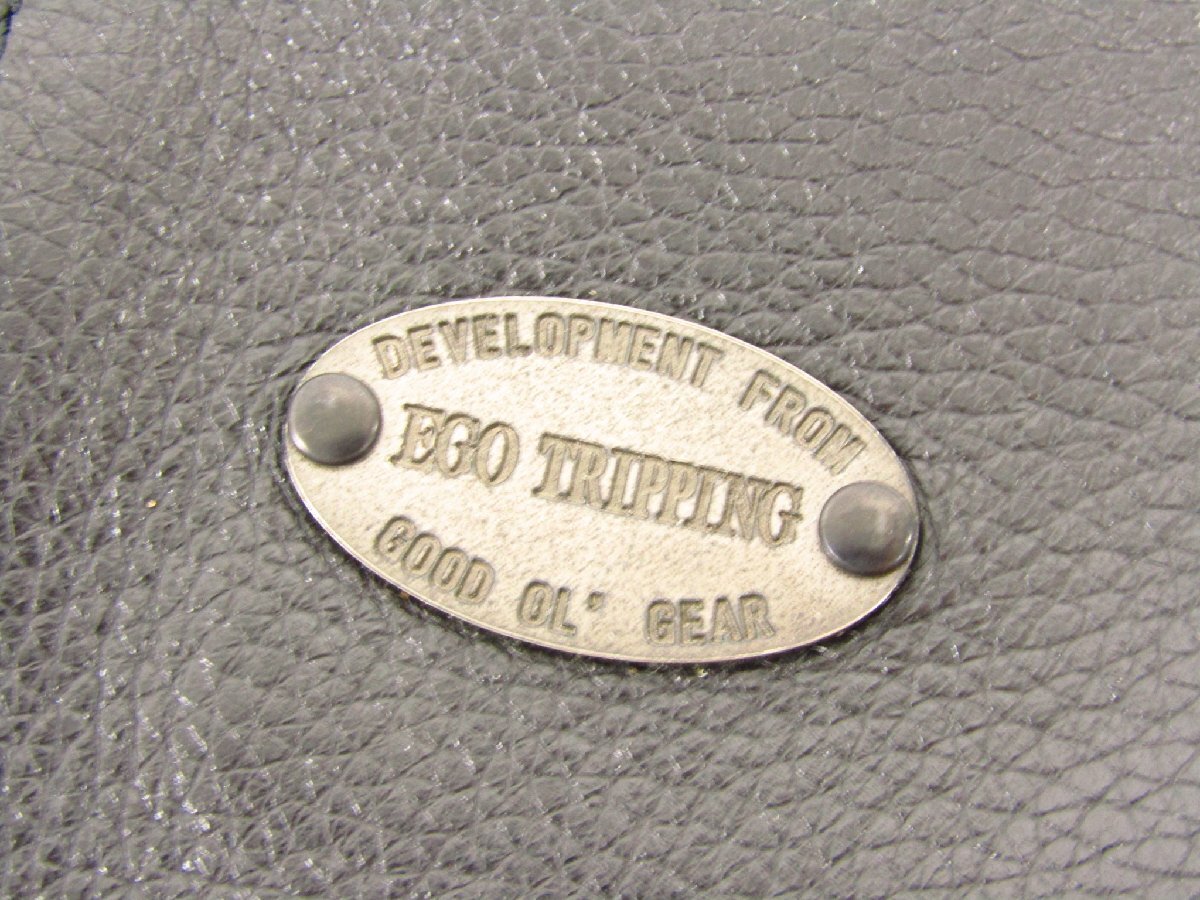 DEVELOPMENT FROM
EGO TRIPPING
GOOD OL' GEAR